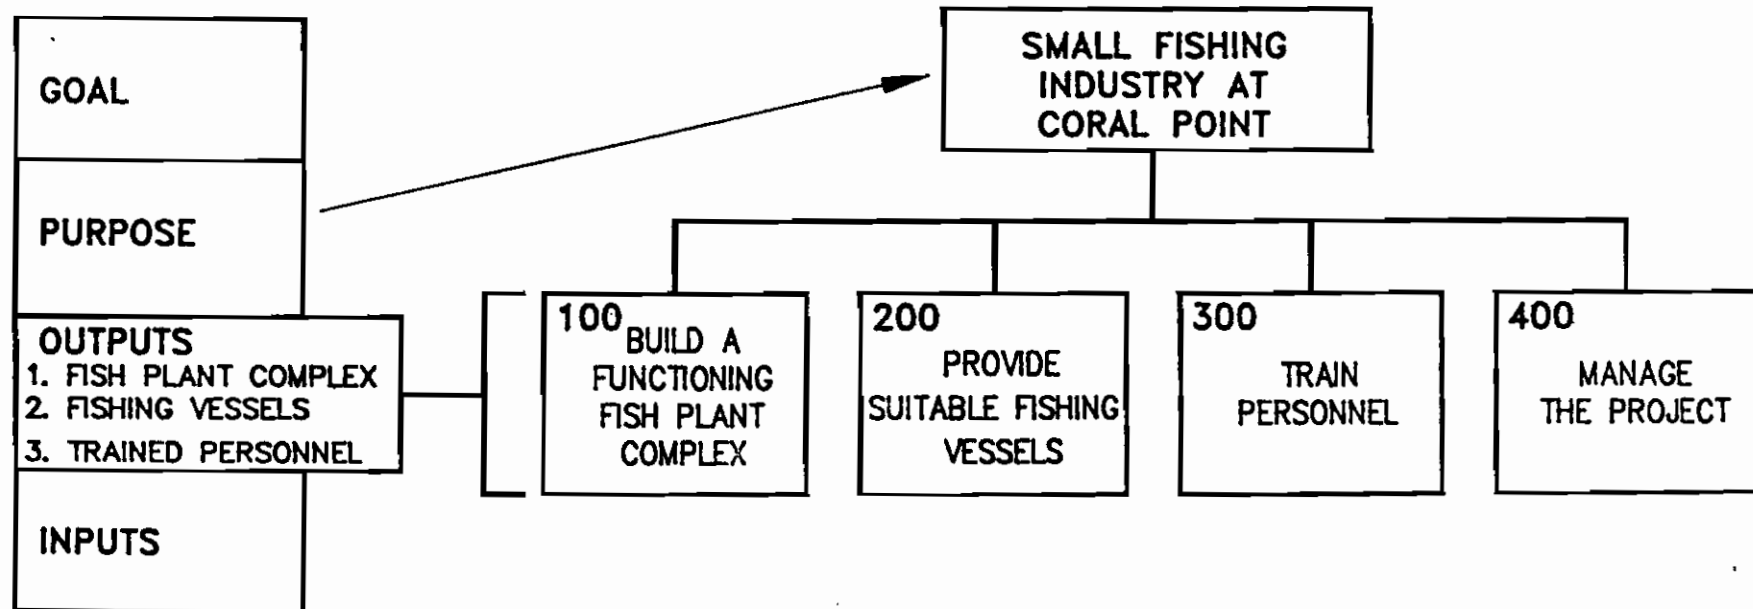 GOAL
PURPOSE
OUTPUTS
1. FISH PLANT COMPLEX
2. FISHING VESSELS
3. TRAINED PERSONNEL
INPUTS
SMALL FISHING
INDUSTRY AT
CORAL POINT
100
BUILD A
FUNCTIONING
FISH PLANT
COMPLEX
200
PROVIDE
SUITABLE FISHING
VESSELS
300
TRAIN
PERSONNEL
400
MANAGE
THE PROJECT